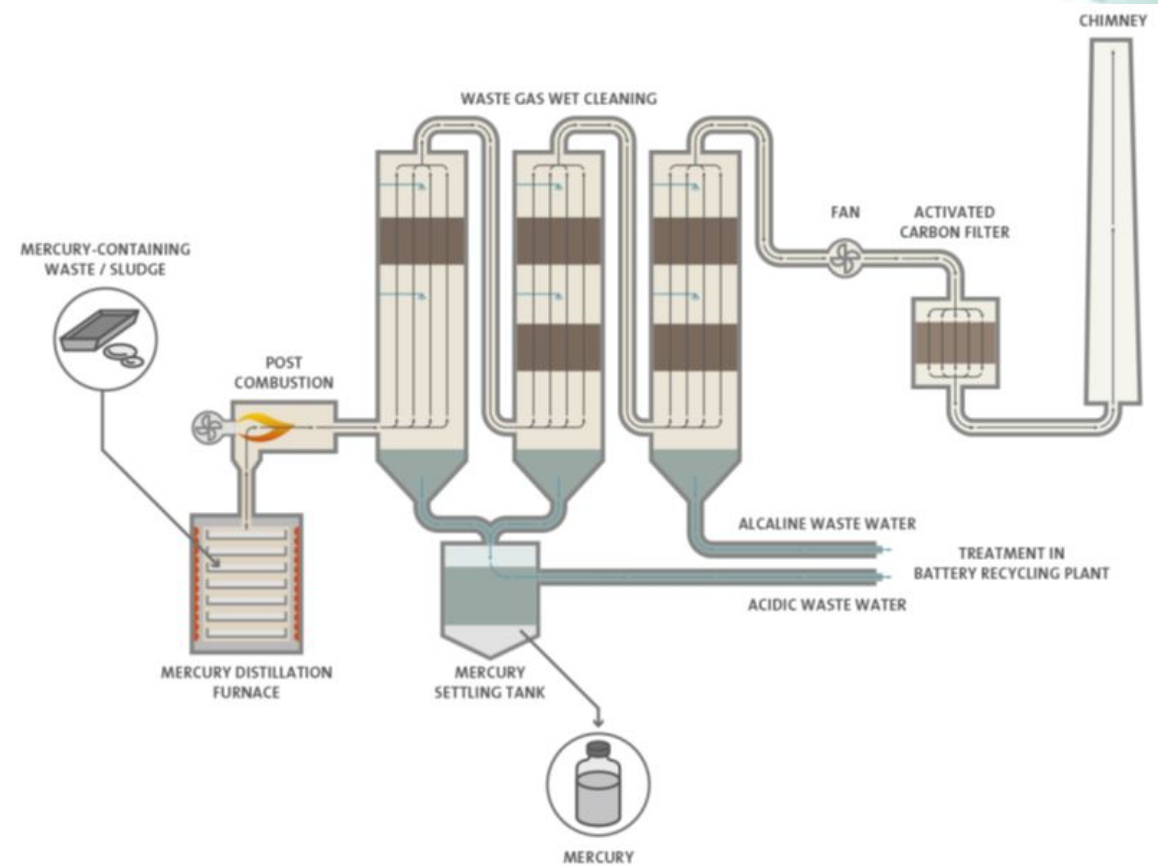 CHIMNEY
WASTE GAS WET CLEANING
FAN
ACTIVATED
CARBON FILTER
MERCURY-CONTAINING
WASTE / SLUDGE
POST
COMBUSTION
ALCALINE WASTE WATER
TREATMENT IN
BATTERY RECYCLING PLANT
ACIDIC WASTE WATER
MERCURY DISTILLATION
FURNACE
MERCURY
SETTLING TANK
MERCURY